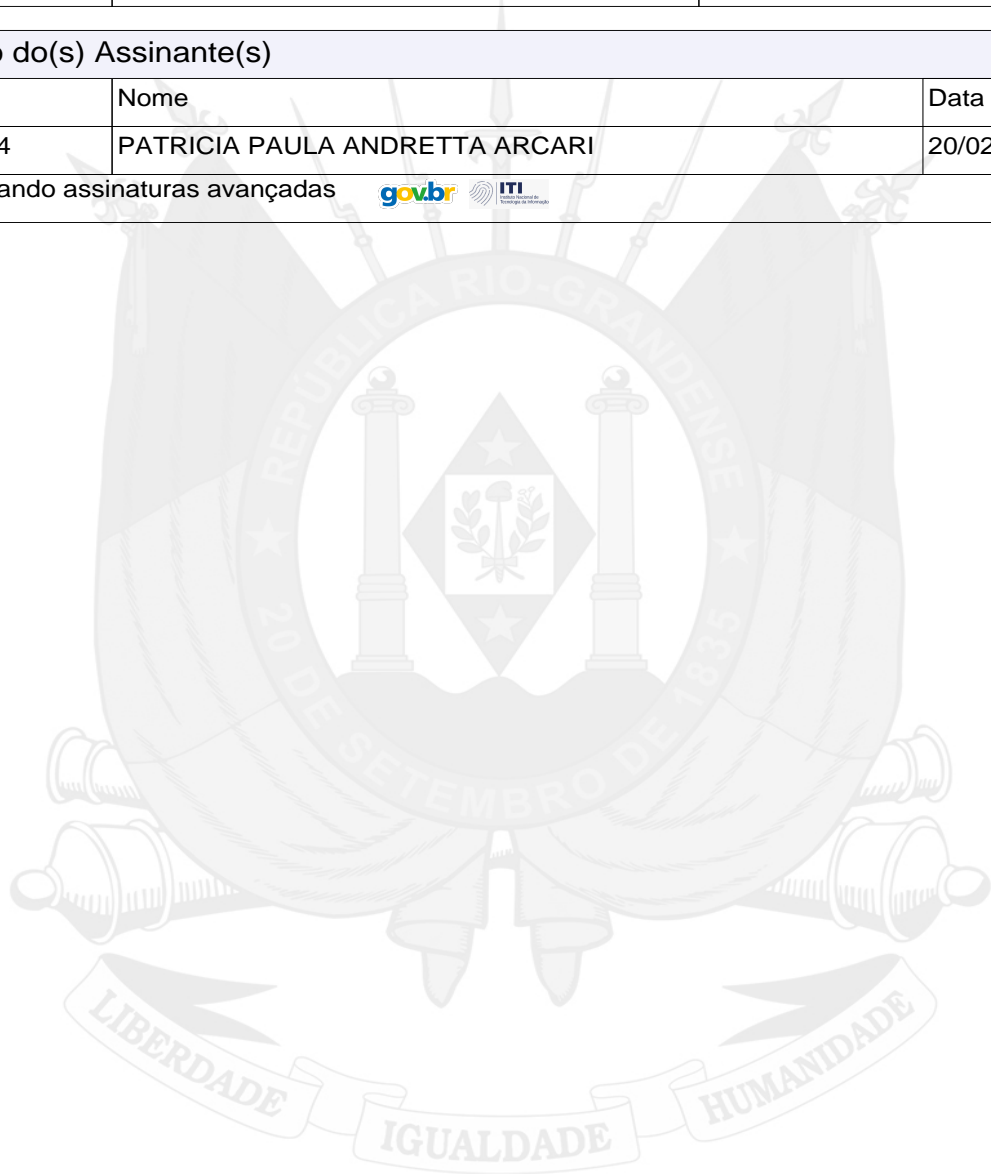 o do(s) Assinante(s)
Nome Data
4 PATRICIA PAULA ANDRETTA ARCARI 20/02
ando assinaturas avançadas gov.br ITI
REPÚBLICA RIO-GRANDENSE
20 DE SETEMBRO DE 1835
LIBERDADE IGUALDADE HUMANIDADE